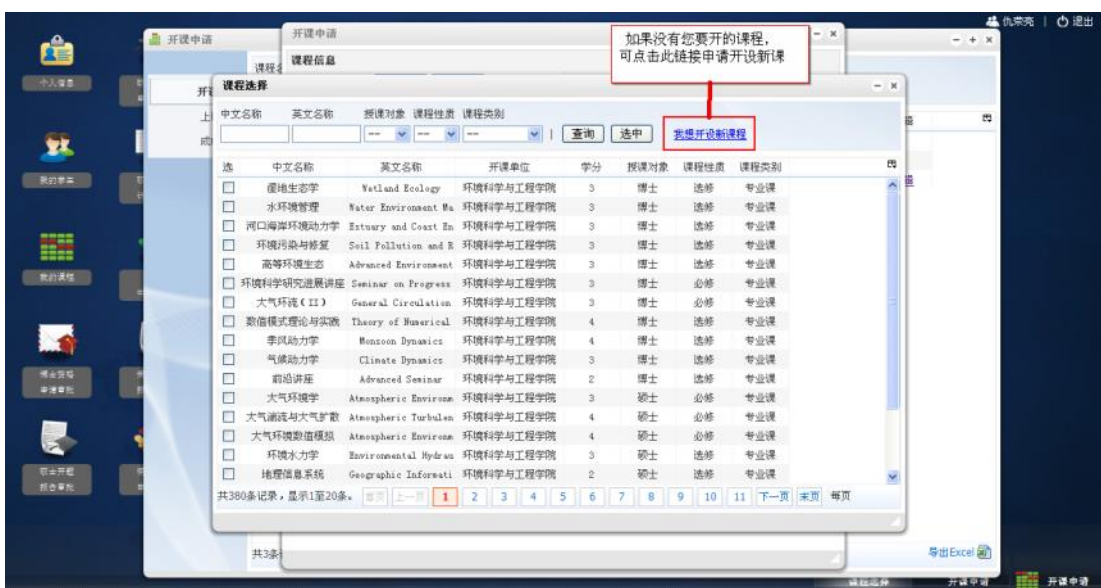 仇荣亮 | 退出
开课申请
开课申请
课程信息
如果没有您要开的课程，
可点击此链接申请开设新课
课程选择
中文名称 英文名称 授课对象 课程性质 课程类别
-- -- -- | 查询 选中 我想开设新课程
选 中文名称 英文名称 开课单位 学分 授课对象 课程性质 课程类别
湿地生态学 Wetland Ecology 环境科学与工程学院 3 博士 选修 专业课
水环境管理 Water Environment Ma 环境科学与工程学院 3 博士 选修 专业课
河口海岸环境动力学 Estuary and Coast En 环境科学与工程学院 3 博士 选修 专业课
环境污染与修复 Soil Pollution and R 环境科学与工程学院 3 博士 选修 专业课
高等环境生态 Advanced Environment 环境科学与工程学院 3 博士 选修 专业课
环境科学研究进展讲座 Seminar on Progress 环境科学与工程学院 3 博士 必修 专业课
大气环流(II) General Circulation 环境科学与工程学院 3 博士 选修 专业课
数值模式理论与实践 Theory of Numerical 环境科学与工程学院 4 博士 选修 专业课
季风动力学 Monsoon Dynamics 环境科学与工程学院 4 博士 选修 专业课
气候动力学 Climate Dynamics 环境科学与工程学院 3 博士 选修 专业课
前沿讲座 Advanced Seminar 环境科学与工程学院 2 博士 选修 专业课
大气环境学 Atmospheric Environm 环境科学与工程学院 3 硕士 必修 专业课
大气湍流与大气扩散 Atmospheric Turbulen 环境科学与工程学院 4 硕士 必修 专业课
大气环境数值模拟 Atmospheric Environm 环境科学与工程学院 4 硕士 必修 专业课
环境水力学 Environmental Hydrau 环境科学与工程学院 3 硕士 选修 专业课
地理信息系统 Geographic Informati 环境科学与工程学院 2 硕士 选修 专业课
共380条记录，显示1至20条。 首页 上一页 1 2 3 4 5 6 7 8 9 10 11 下一页 末页 每页
共3条
导出Excel
个人信息
我的学生
我的课程
博士资格
申请审批
硕士开题
报告审批
课程选择 开课申请 开课申请